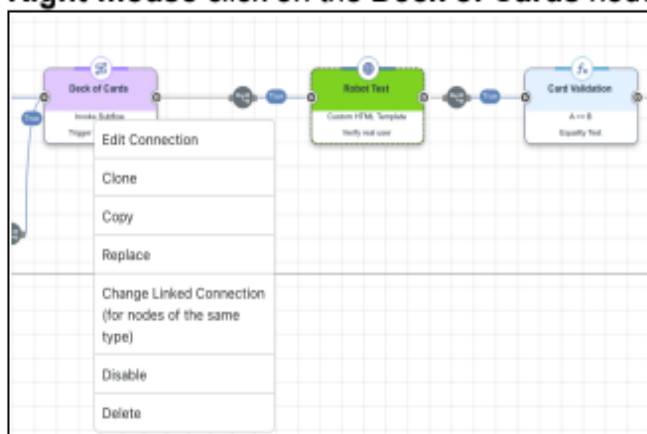 Right Mouse click on the Deck of Cards node
Deck of Cards
Invoke Subflow
Trigger
True
Robot Test
Custom HTML Template
Verify real user
True
Card Validation
A == B
Equality Test
True
Edit Connection
Clone
Copy
Replace
Change Linked Connection
(for nodes of the same
type)
Disable
Delete